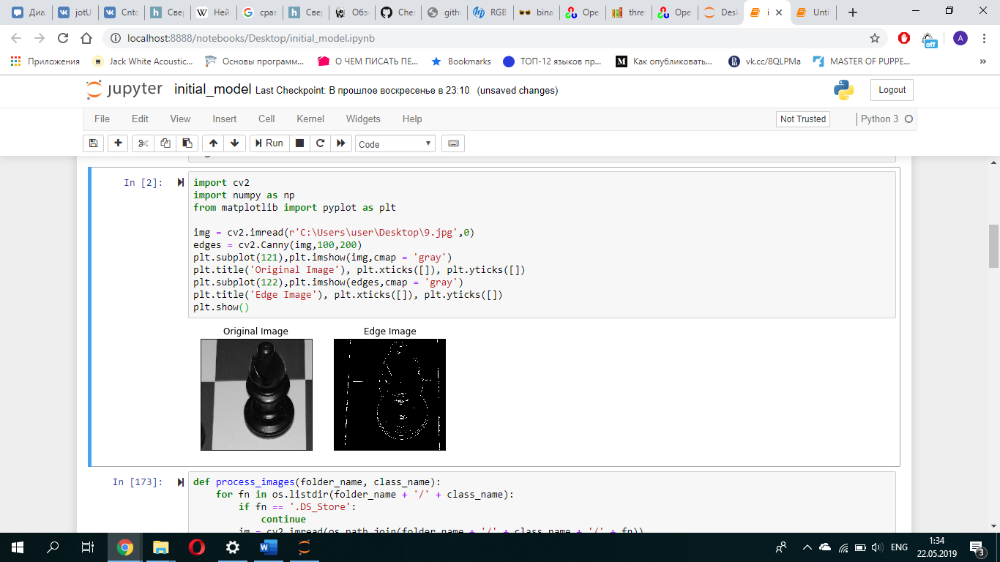 Диа
jotU
Cntc
Свер
Ней
срав
Свер
Обз
Ches
gith
RGB
bina
Ope
thre
Ope
Desk
i
Unti
localhost:8888/notebooks/Desktop/initial_model.ipynb
off
A
Приложения
Jack White Acoustic...
Основы программ...
О ЧЕМ ПИСАТЬ ПЕ...
Bookmarks
ТОП-12 языков пр...
Как опубликовать...
vk.cc/8QLPMa
MASTER OF PUPPE...
»
jupyter initial_model Last Checkpoint: В прошлое воскресенье в 23:10 (unsaved changes)
Logout
File Edit View Insert Cell Kernel Widgets Help
Not Trusted
Python 3
Run
Code
In [2]:
import cv2
import numpy as np
from matplotlib import pyplot as plt
img = cv2.imread(r'C:\Users\user\Desktop\9.jpg',0)
edges = cv2.Canny(img,100,200)
plt.subplot(121),plt.imshow(img,cmap = 'gray')
plt.title('Original Image'), plt.xticks([]), plt.yticks([])
plt.subplot(122),plt.imshow(edges,cmap = 'gray')
plt.title('Edge Image'), plt.xticks([]), plt.yticks([])
plt.show()
Original Image
Edge Image
In [173]:
def process_images(folder_name, class_name):
for fn in os.listdir(folder_name + '/' + class_name):
if fn == '.DS_Store':
continue
im = cv2.imread(os.path.join(folder_name + '/' + class_name + '/' + fn))
ENG
1:34
22.05.2019
3